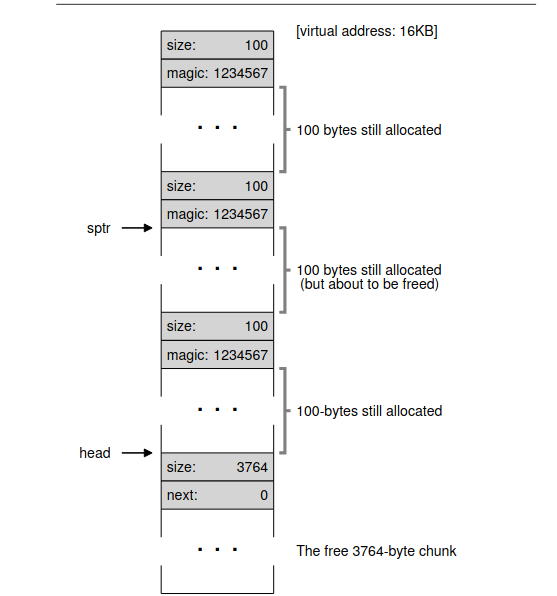 [virtual address: 16KB]
size: 100
magic: 1234567
. . .
100 bytes still allocated
size: 100
magic: 1234567
sptr
. . .
100 bytes still allocated
(but about to be freed)
size: 100
magic: 1234567
. . .
100-bytes still allocated
head
size: 3764
next: 0
. . .
The free 3764-byte chunk